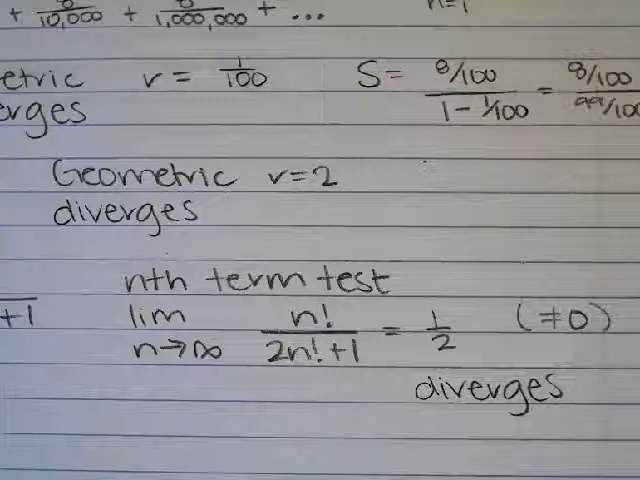 + 8/10,000 + 8/1,000,000 + ...
n=1
etric r = 1/100 S = 8/100 / 1 - 1/100 = 8/100 / 99/100
erges
Geometric r=2
diverges
nth term test
+1 lim n→∞ n!/2n!+1 = 1/2 (≠0)
diverges